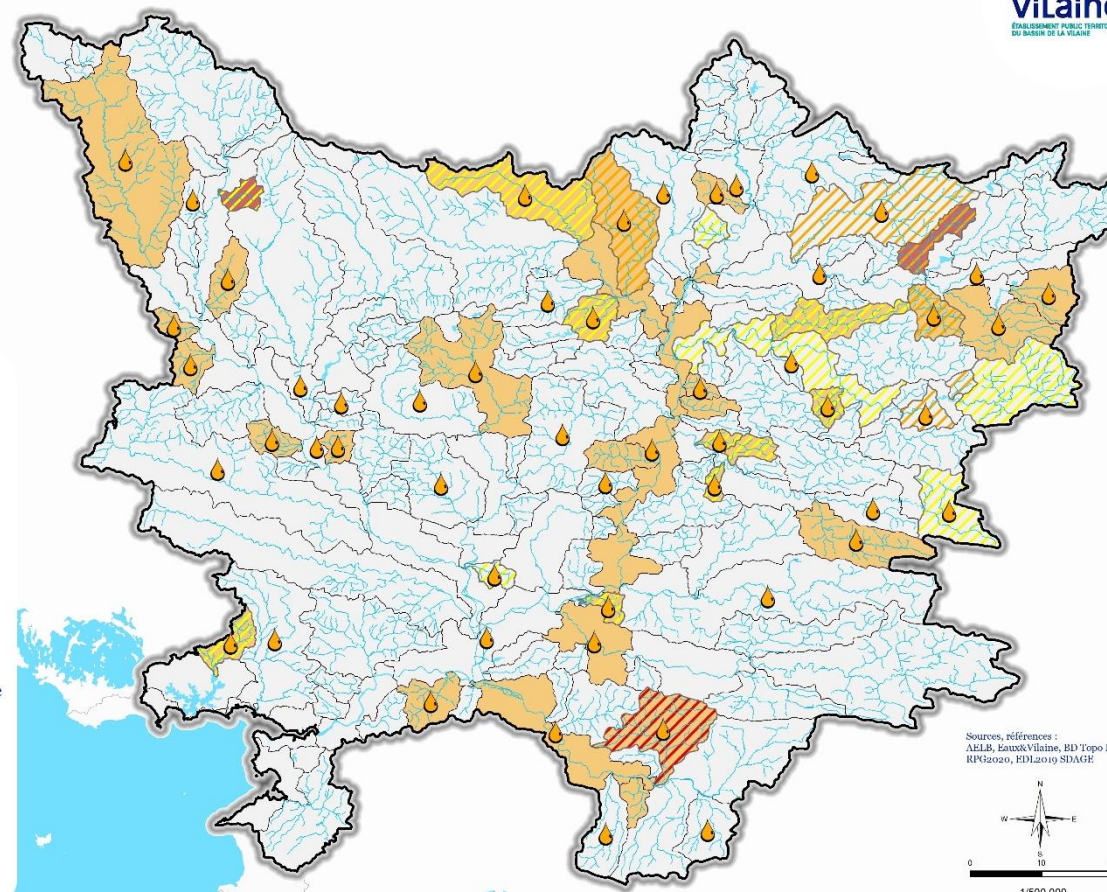 Vilaine
ÉTABLISSEMENT PUBLIC
DU BASSIN DE LA VILAINE
Sources, références :
AELB, Eaux&Vilaine, BD Topo
RPG2020, EDL2019 SDAGE
N
W E
S
0 10
1/500 000